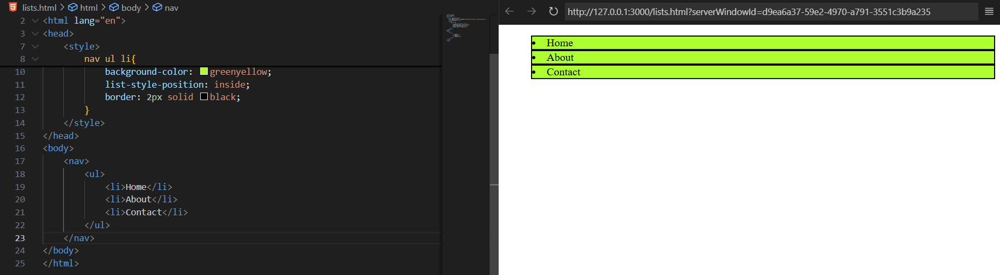 lists.html > html > body > nav
2 <html lang="en">
3 <head>
7 <style>
8 nav ul li{
10 background-color: greenyellow;
11 list-style-position: inside;
12 border: 2px solid black;
13 }
14 </style>
15 </head>
16 <body>
17 <nav>
18 <ul>
19 <li>Home</li>
20 <li>About</li>
21 <li>Contact</li>
22 </ul>
23 </nav>
24 </body>
25 </html>
http://127.0.0.1:3000/lists.html?serverWindowId=d9ea6a37-59e2-4970-a791-3551c3b9a235
• Home
• About
• Contact